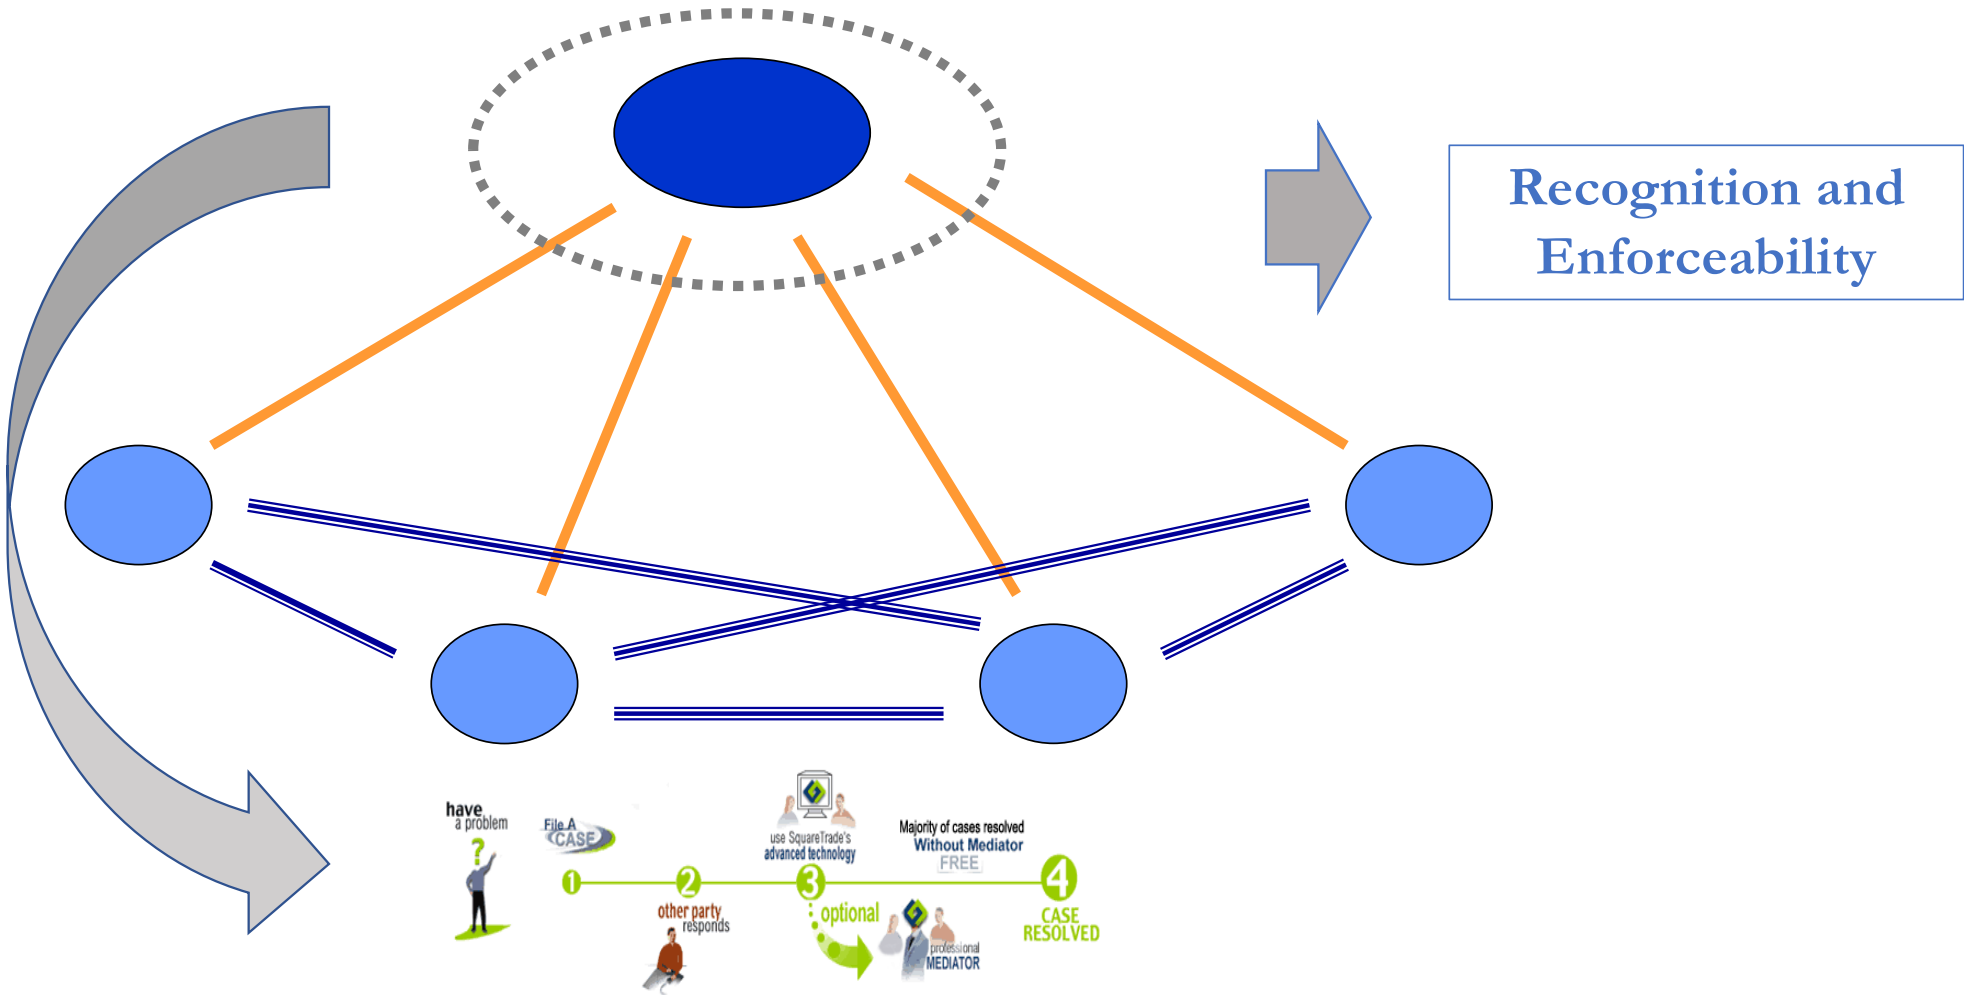 Recognition and
Enforceability
have
a problem
?
File A
CASE
use SquareTrade's
advanced technology
Majority of cases resolved
Without Mediator
FREE
1
2
3
4
other party
responds
optional
professional
MEDIATOR
CASE
RESOLVED